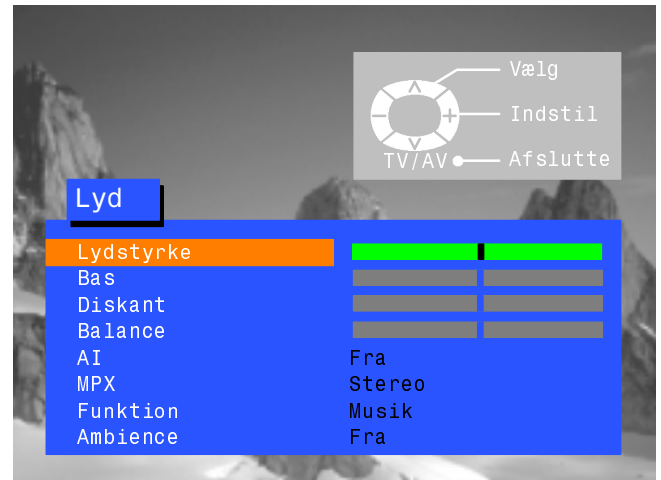 Vælg
Indstil
TV/AV Afslutte
Lyd
Lydstyrke
Bas
Diskant
Balance
AI Fra
MPX Stereo
Funktion Musik
Ambience Fra